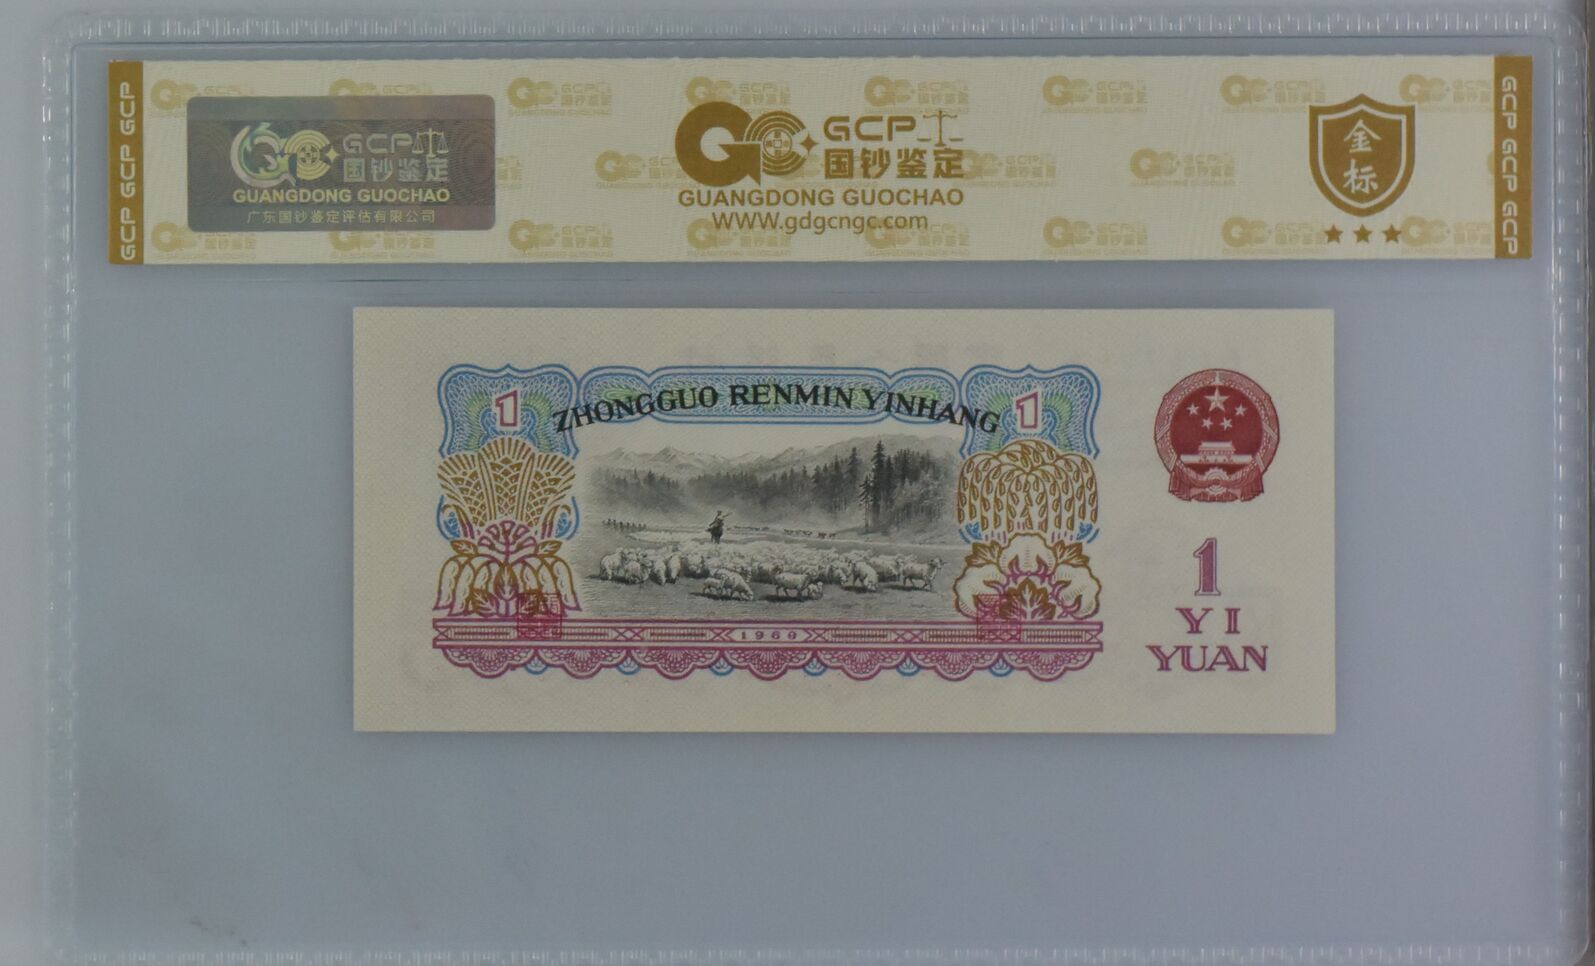 GCP GCP GCP
GCP
国钞鉴定
GUANGDONG GUOCHAO
广东国钞鉴定评估有限公司
GCP
国钞鉴定
GUANGDONG GUOCHAO
WWW.gdgcngc.com
金
标
GCP GCP GCP
1
ZHONGGUO RENMIN YINHANG
1
1960
1
YI
YUAN